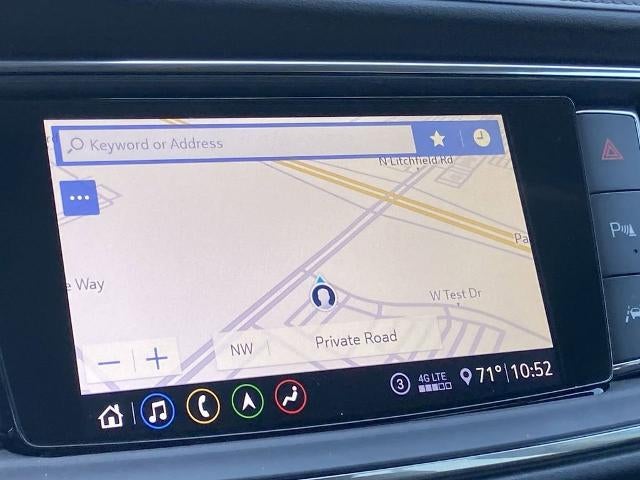 Keyword or Address
N Litchfield Rd
Pa
e Way
W Test Dr
NW Private Road
3 4G LTE 71° 10:52
P